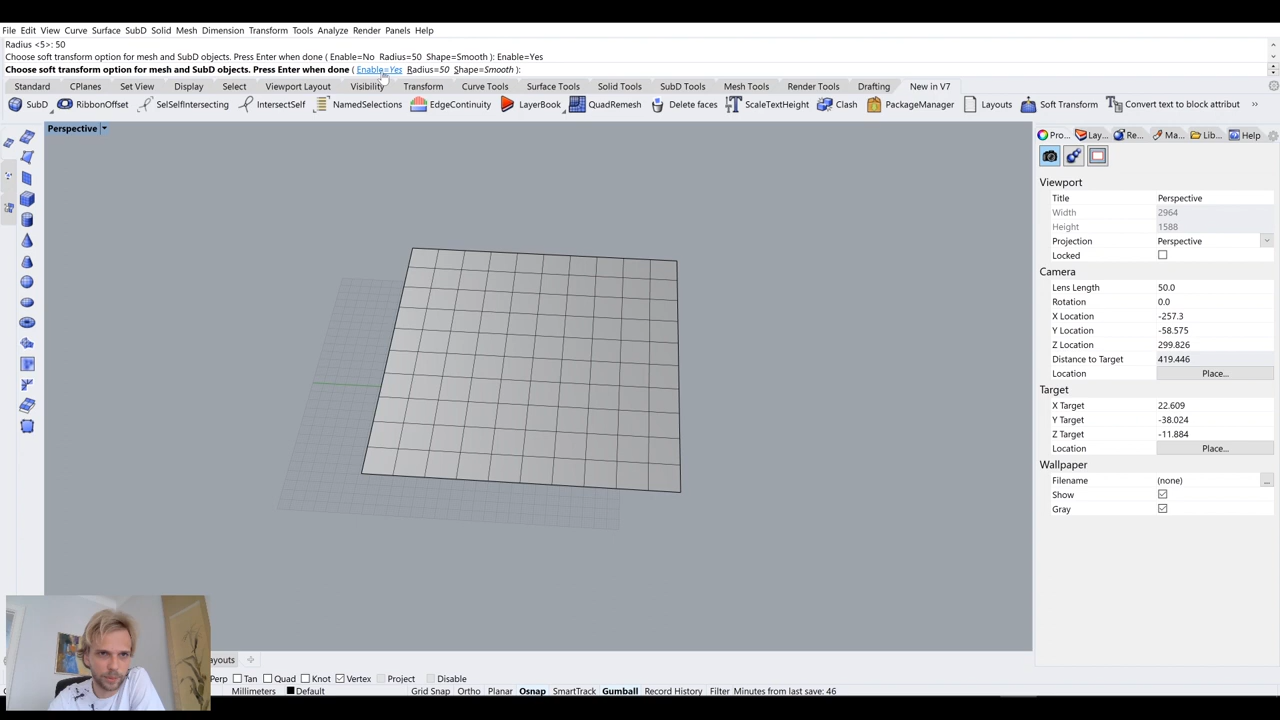 File Edit View Curve Surface SubD Solid Mesh Dimension Transform Tools Analyze Render Panels Help
Radius <5>: 50
Choose soft transform option for mesh and SubD objects. Press Enter when done ( Enable=No Radius=50 Shape=Smooth ): Enable=Yes
Choose soft transform option for mesh and SubD objects. Press Enter when done ( Enable=Yes Radius=50 Shape=Smooth ):
Standard CPlanes Set View Display Select Viewport Layout Visibility Transform Curve Tools Surface Tools Solid Tools SubD Tools Mesh Tools Render Tools Drafting New in V7
SubD RibbonOffset SelSelfIntersecting IntersectSelf NamedSelections EdgeContinuity LayerBook QuadRemesh Delete faces ScaleTextHeight Clash PackageManager Layouts Soft Transform Convert text to block attribut »
Perspective
Pro... Lay... Re... Ma... Lib... Help
Viewport
Title Perspective
Width 2964
Height 1588
Projection Perspective
Locked
Camera
Lens Length 50.0
Rotation 0.0
X Location -257.3
Y Location -58.575
Z Location 299.826
Distance to Target 419.446
Location Place...
Target
X Target 22.609
Y Target -38.024
Z Target -11.884
Location Place...
Wallpaper
Filename (none) ...
Show
Gray
ayouts
Perp Tan Quad Knot Vertex Project Disable
Millimeters Default Grid Snap Ortho Planar Osnap SmartTrack Gumball Record History Filter Minutes from last save: 46